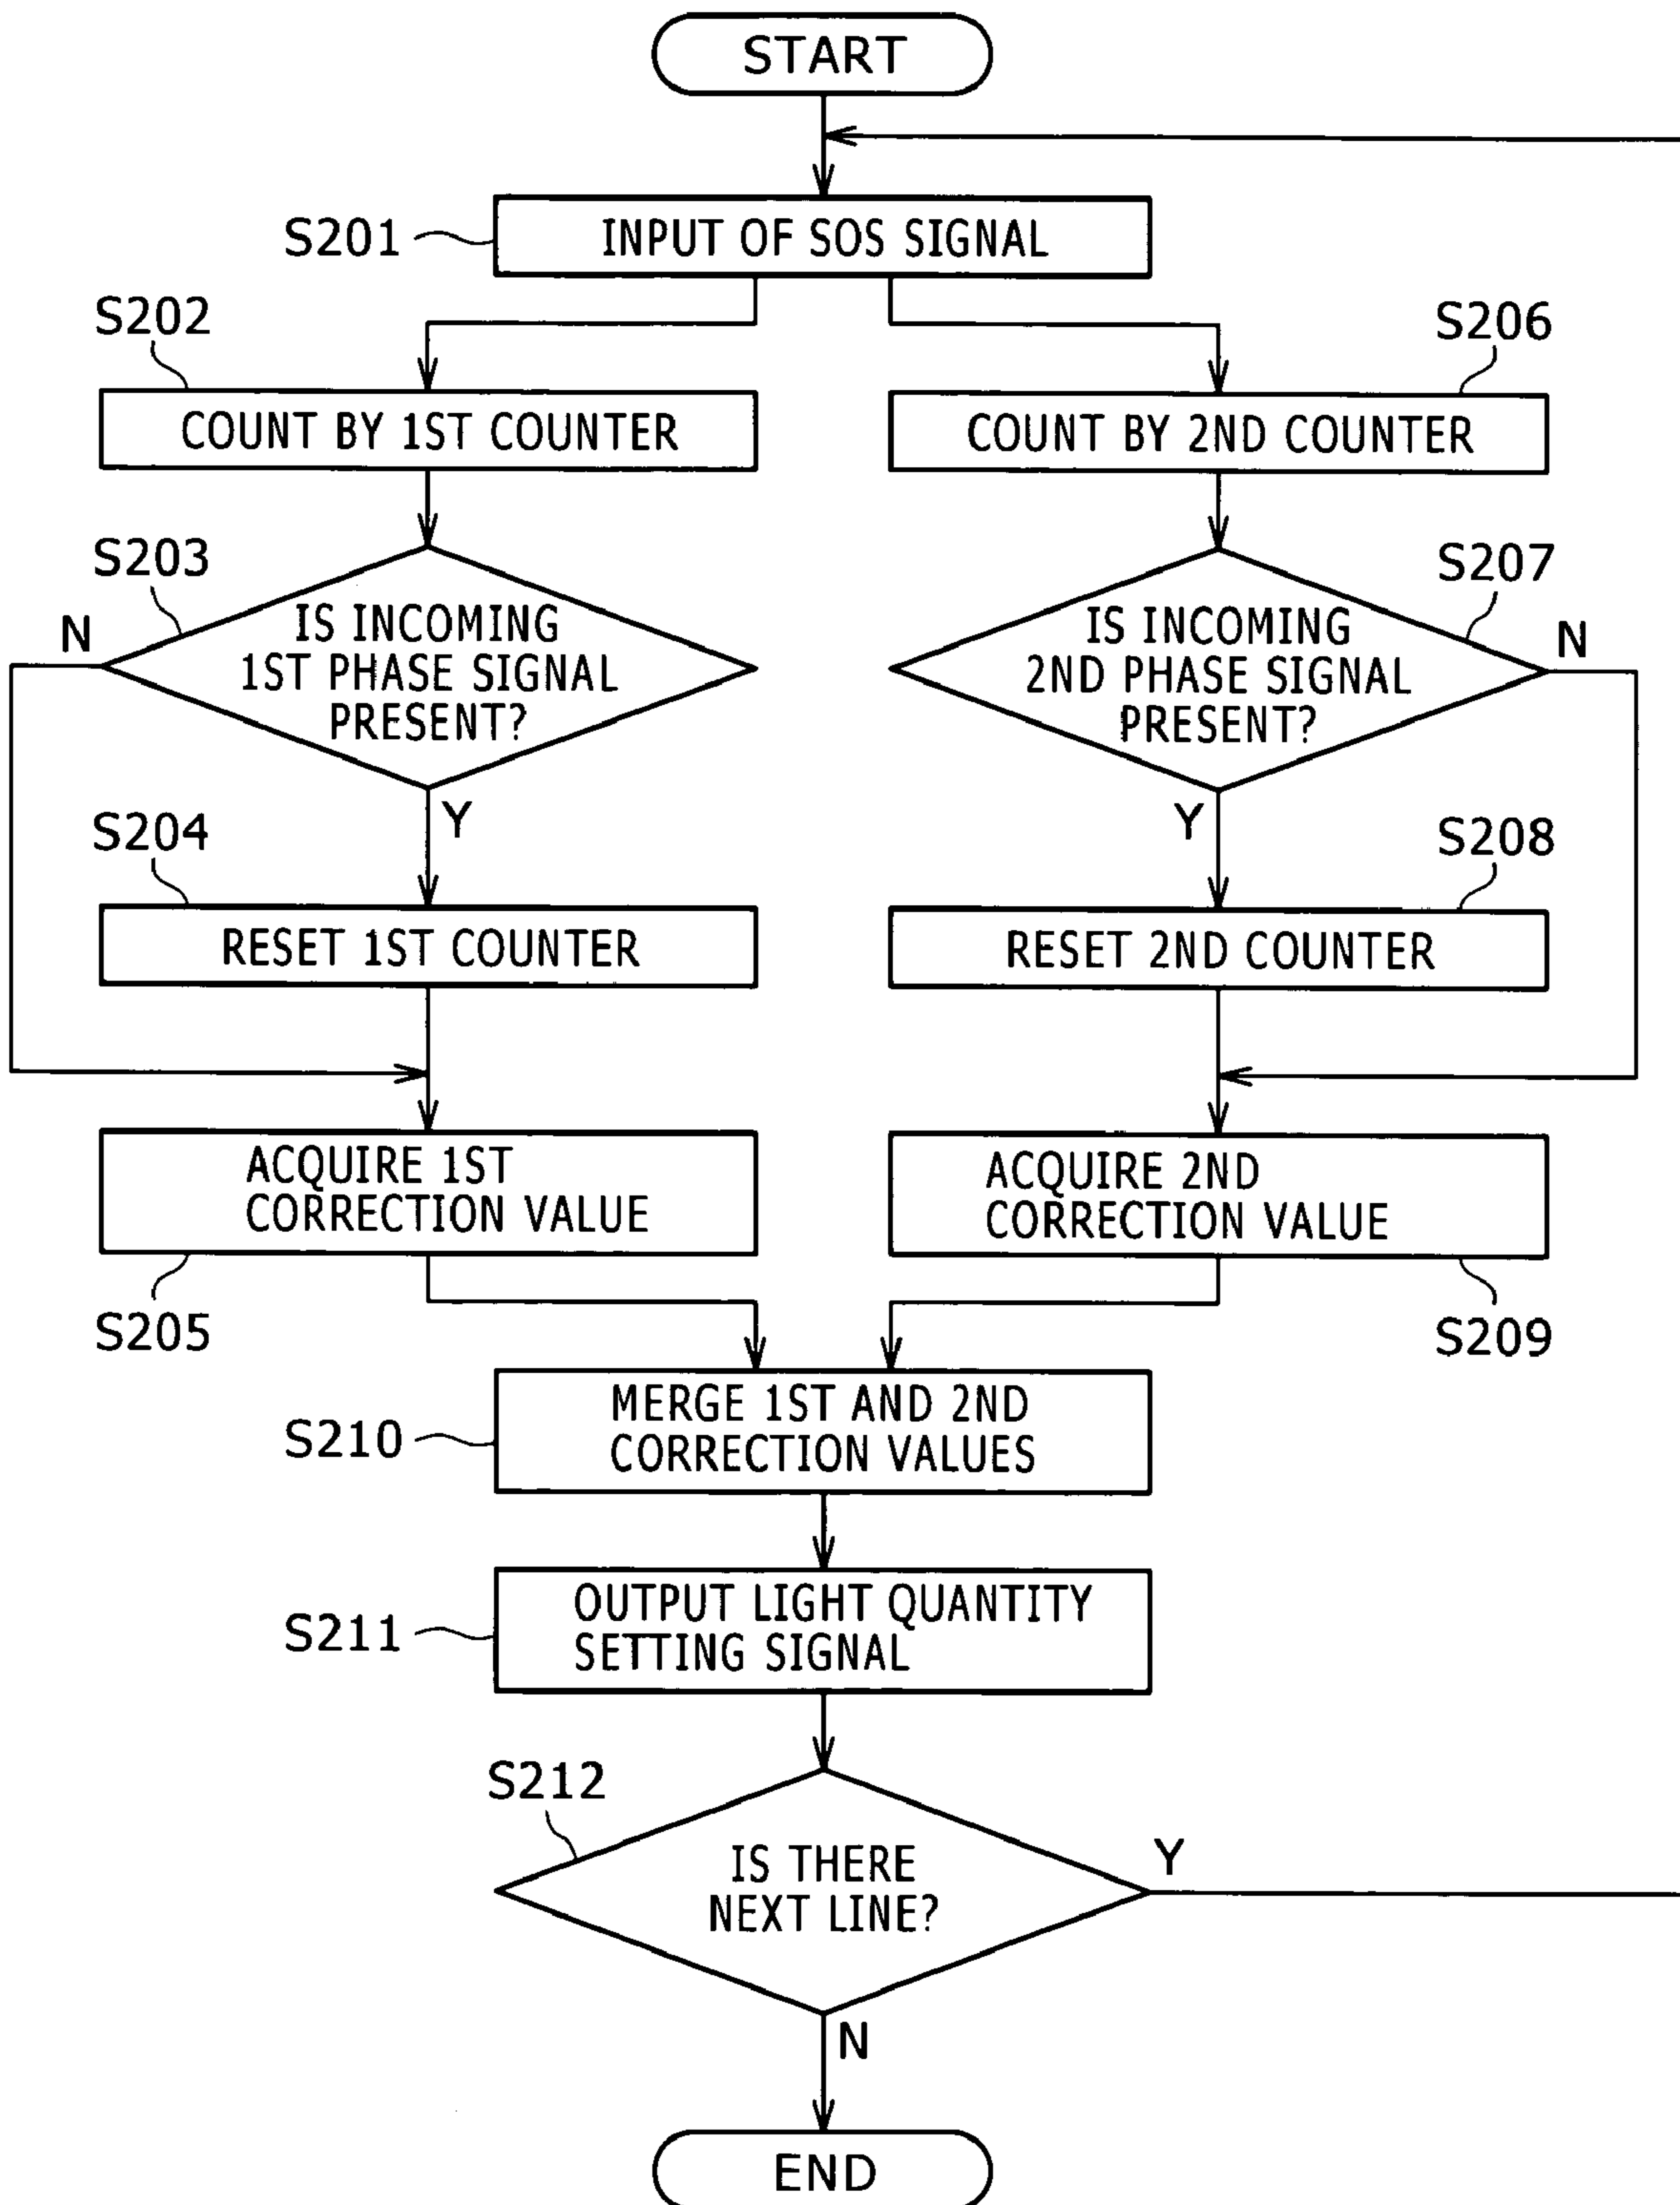 START
S201
INPUT OF SOS SIGNAL
S202
COUNT BY 1ST COUNTER
S203
N
IS INCOMING
1ST PHASE SIGNAL
PRESENT?
Y
S204
RESET 1ST COUNTER
ACQUIRE 1ST
CORRECTION VALUE
S205
S206
COUNT BY 2ND COUNTER
S207
N
IS INCOMING
2ND PHASE SIGNAL
PRESENT?
Y
S208
RESET 2ND COUNTER
ACQUIRE 2ND
CORRECTION VALUE
S209
S210
MERGE 1ST AND 2ND
CORRECTION VALUES
S211
OUTPUT LIGHT QUANTITY
SETTING SIGNAL
S212
IS THERE
NEXT LINE?
Y
N
END